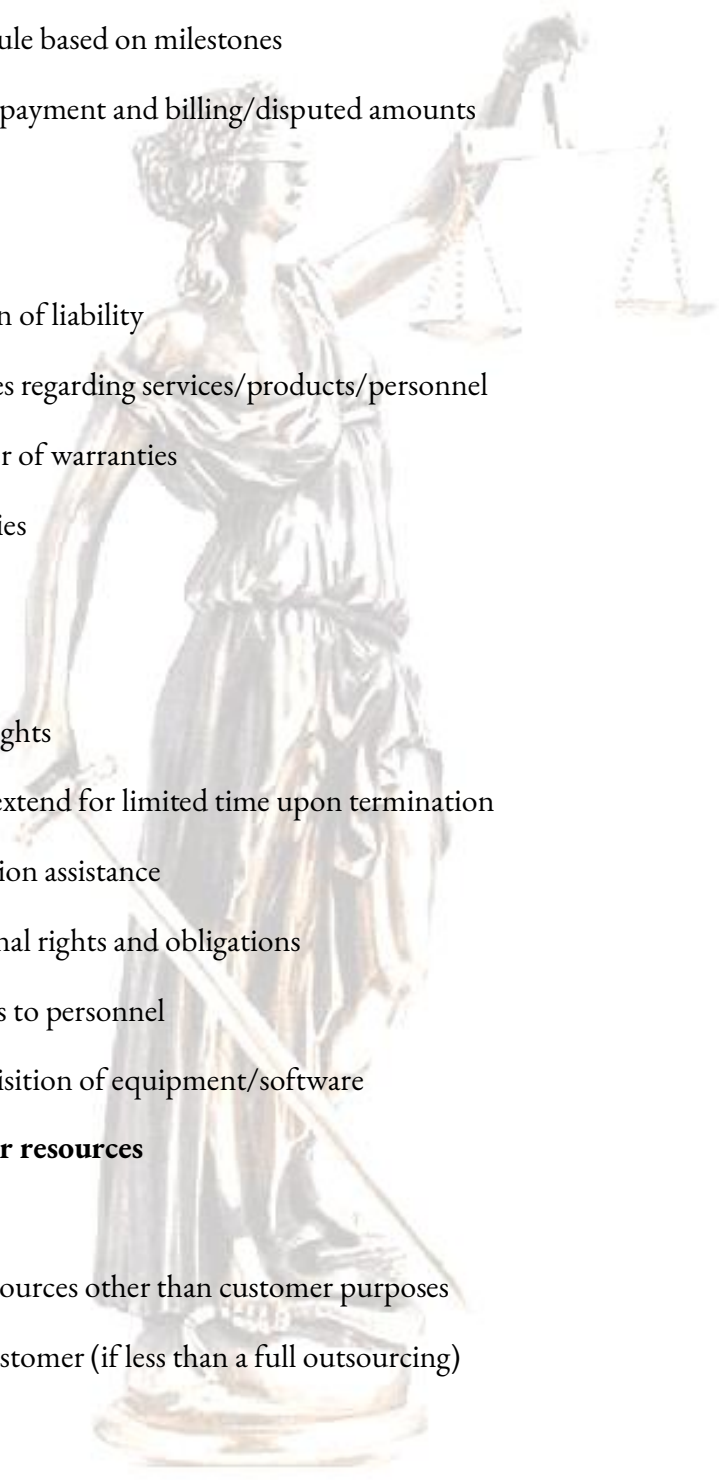 ule based on milestones
payment and billing/disputed amounts
n of liability
es regarding services/products/personnel
r of warranties
ies
ghts
extend for limited time upon termination
ion assistance
nal rights and obligations
s to personnel
isition of equipment/software
r resources
ources other than customer purposes
stomer (if less than a full outsourcing)